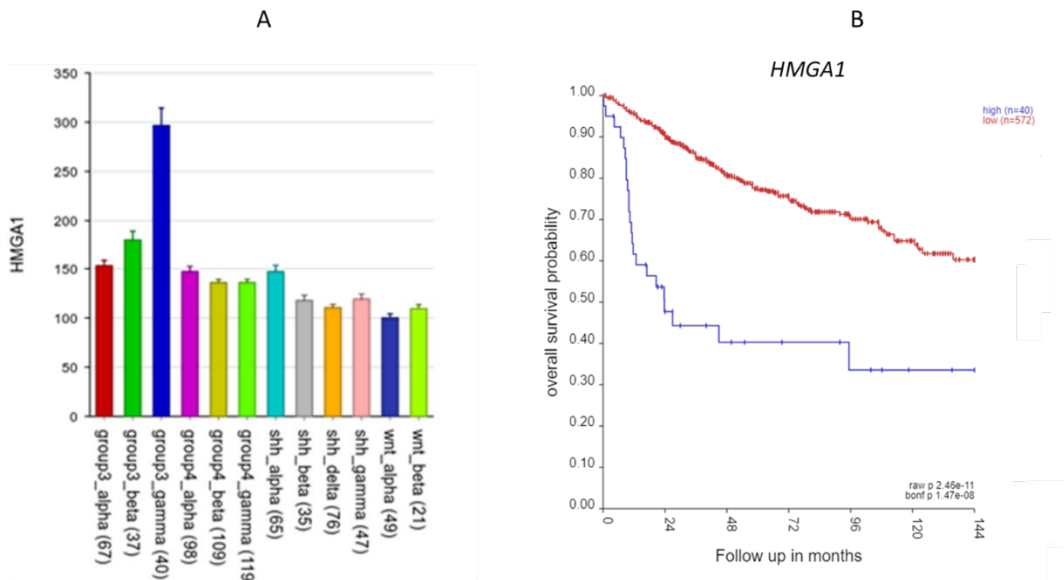 A
HMGA1
350
300
250
200
150
100
50
0
group3_alpha (67)
group3_beta (37)
group3_gamma (40)
group4_alpha (98)
group4_beta (109)
group4_gamma (119
shh_alpha (65)
shh_beta (35)
shh_delta (76)
shh_gamma (47)
wnt_alpha (49)
wnt_beta (21)
B
HMGA1
high (n=40)
low (n=572)
overall survival probability
1.00
0.90
0.80
0.70
0.60
0.50
0.40
0.30
0.20
0.10
0.00
raw p 2.46e-11
bonf p 1.47e-08
0
24
48
72
96
120
144
Follow up in months